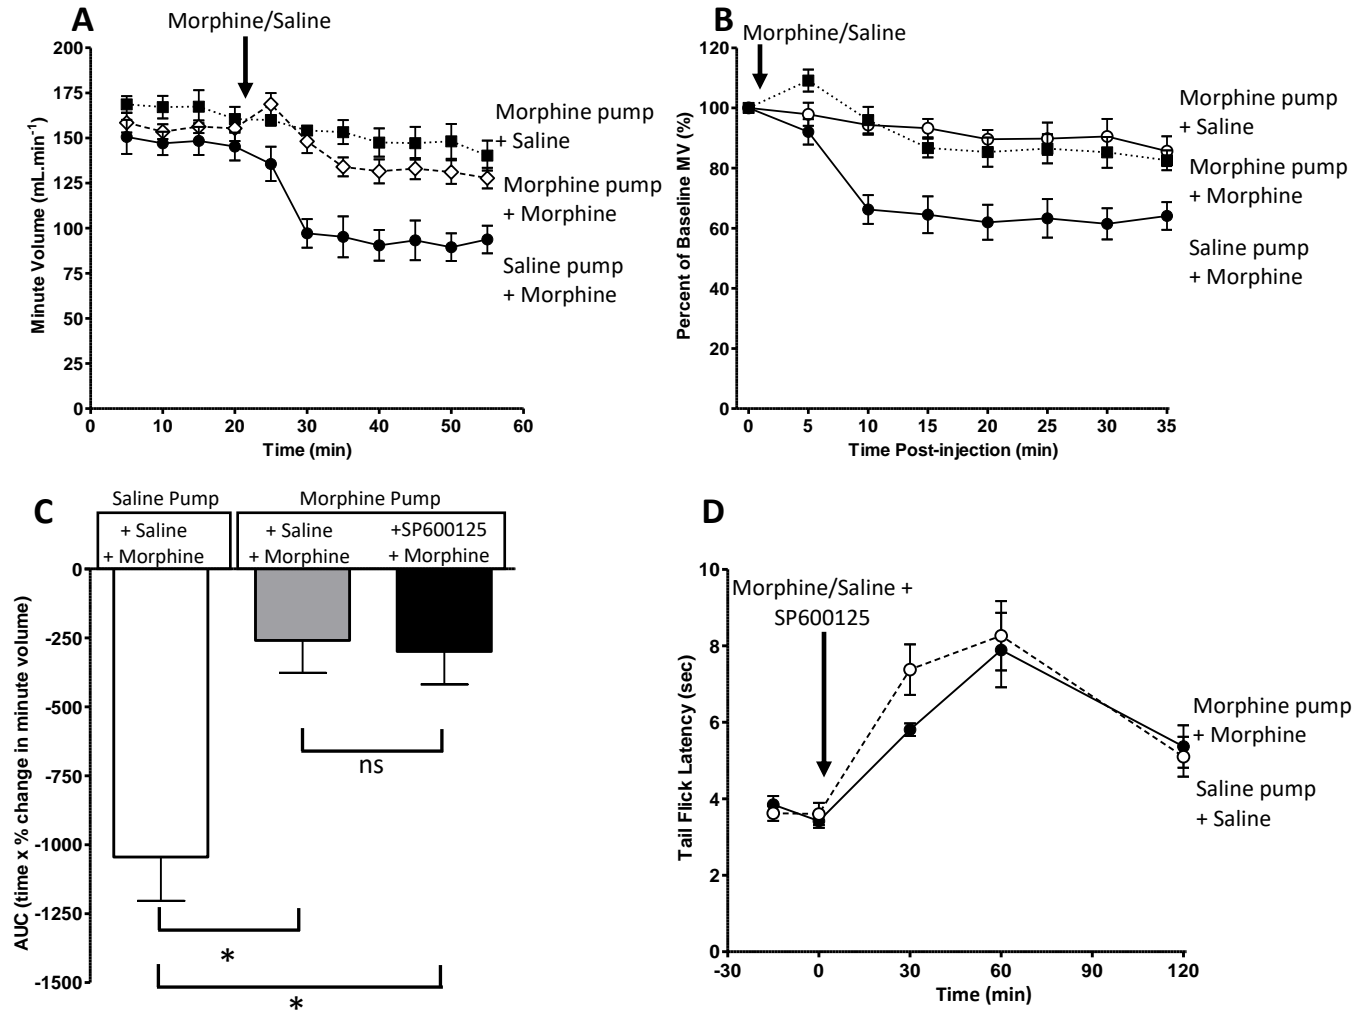 A
Morphine/Saline
200
175
150
125
100
75
50
25
0
Minute Volume (mL.min⁻¹)
0 10 20 30 40 50 60
Time (min)
Morphine pump
+ Saline
Morphine pump
+ Morphine
Saline pump
+ Morphine
B
Morphine/Saline
120
100
80
60
40
20
0
Percent of Baseline MV (%)
0 5 10 15 20 25 30 35
Time Post-injection (min)
Morphine pump
+ Saline
Morphine pump
+ Morphine
Saline pump
+ Morphine
C
Saline Pump
Morphine Pump
+ Saline
+ Morphine
+ Saline
+ Morphine
+SP600125
+ Morphine
0
-250
-500
-750
-1000
-1250
-1500
AUC (time x % change in minute volume)
ns
*
*
D
Morphine/Saline +
SP600125
10
8
6
4
2
0
Tail Flick Latency (sec)
-30 0 30 60 90 120
Time (min)
Morphine pump
+ Morphine
Saline pump
+ Saline